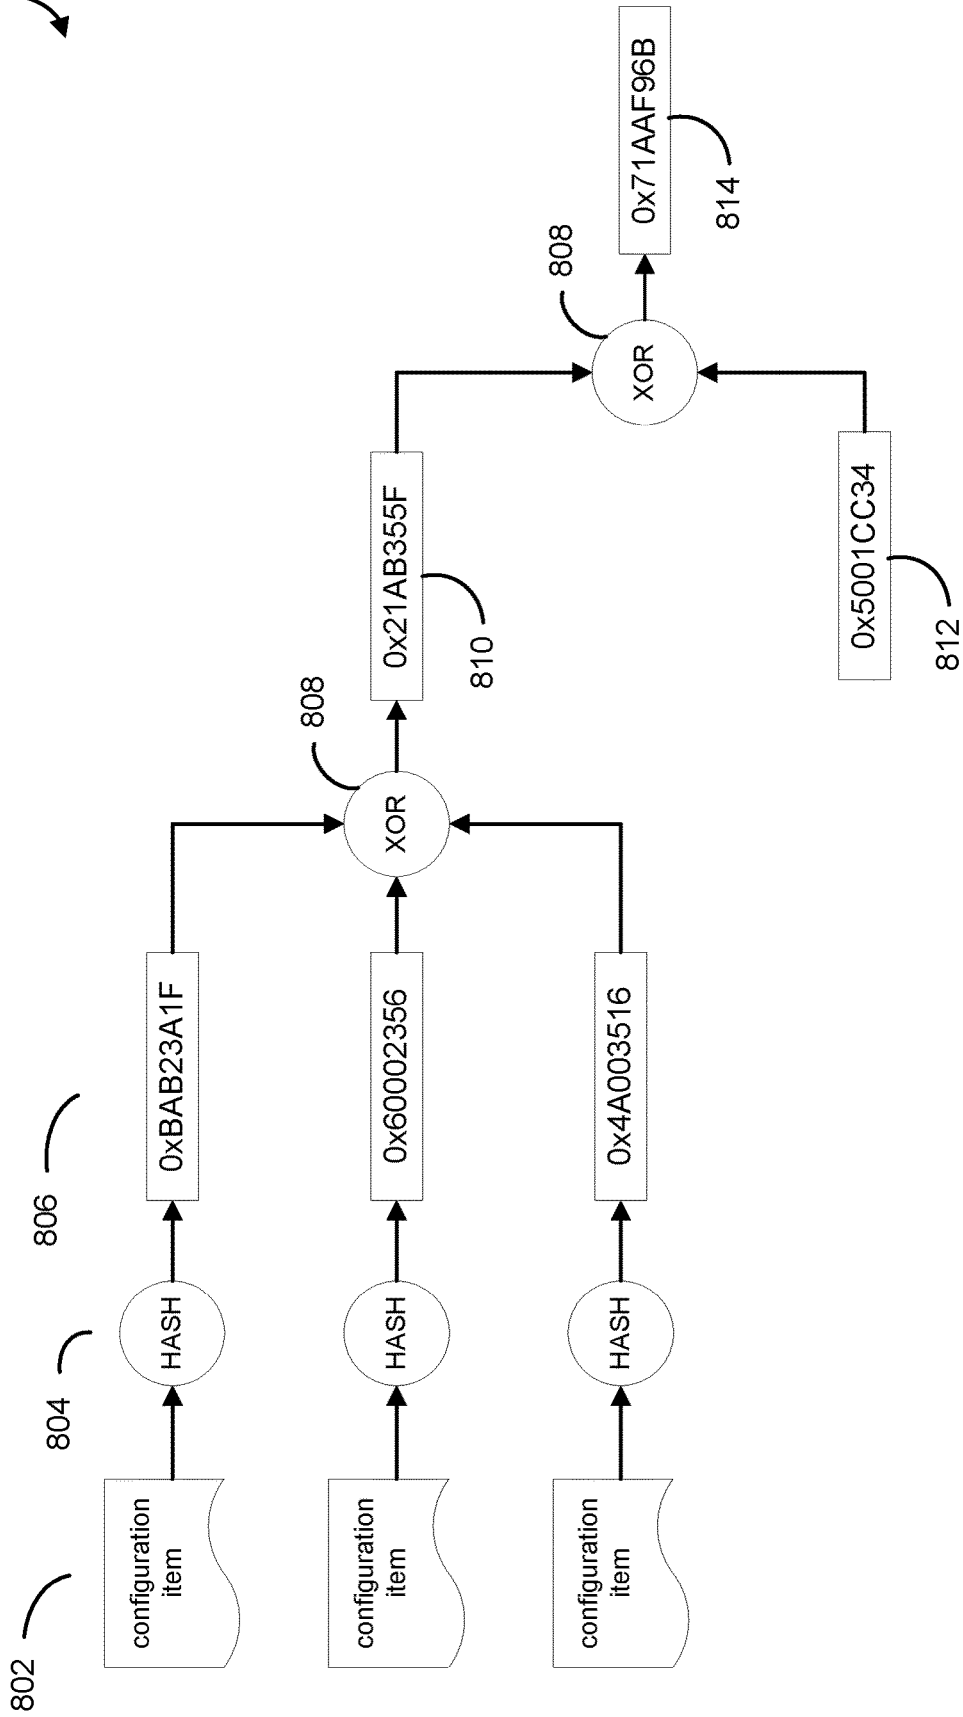 802
804
806
configuration
item
HASH
0xBAB23A1F
808
configuration
item
HASH
0x60002356
XOR
0x21AB355F
810
808
configuration
item
HASH
0x4A003516
XOR
0x71AAF96B
814
0x5001CC34
812